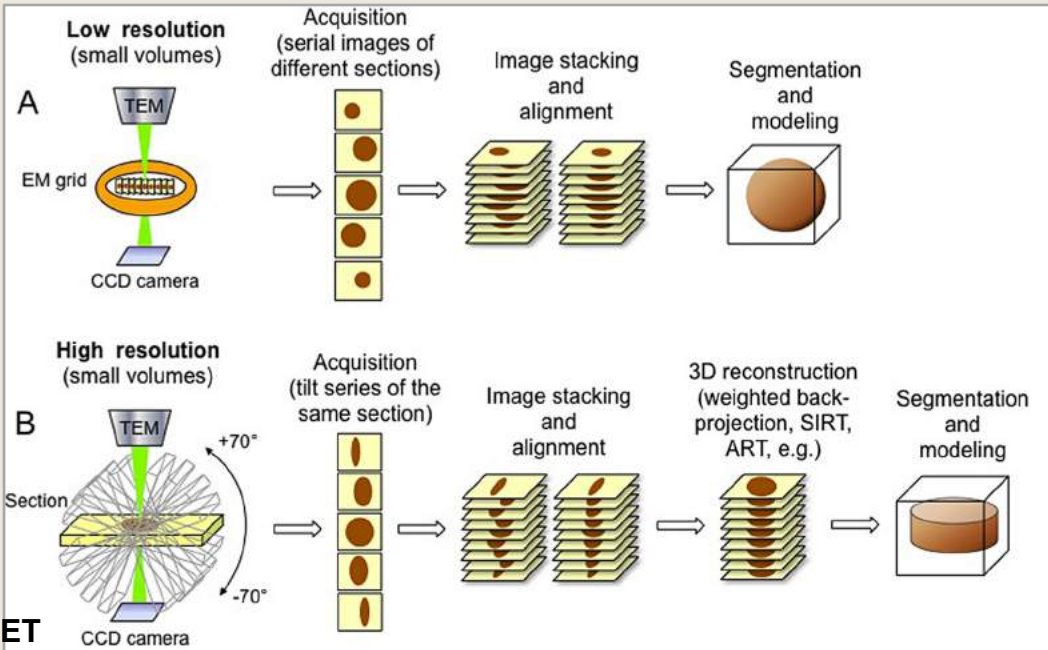 Low resolution
(small volumes)
Acquisition
(serial images of
different sections)
Image stacking
and
alignment
Segmentation
and
modeling
A
TEM
EM grid
CCD camera
High resolution
(small volumes)
Acquisition
(tilt series of the
same section)
Image stacking
and
alignment
3D reconstruction
(weighted back-
projection, SIRT,
ART, e.g.)
Segmentation
and
modeling
B
TEM
+70°
Section
-70°
ET
CCD camera